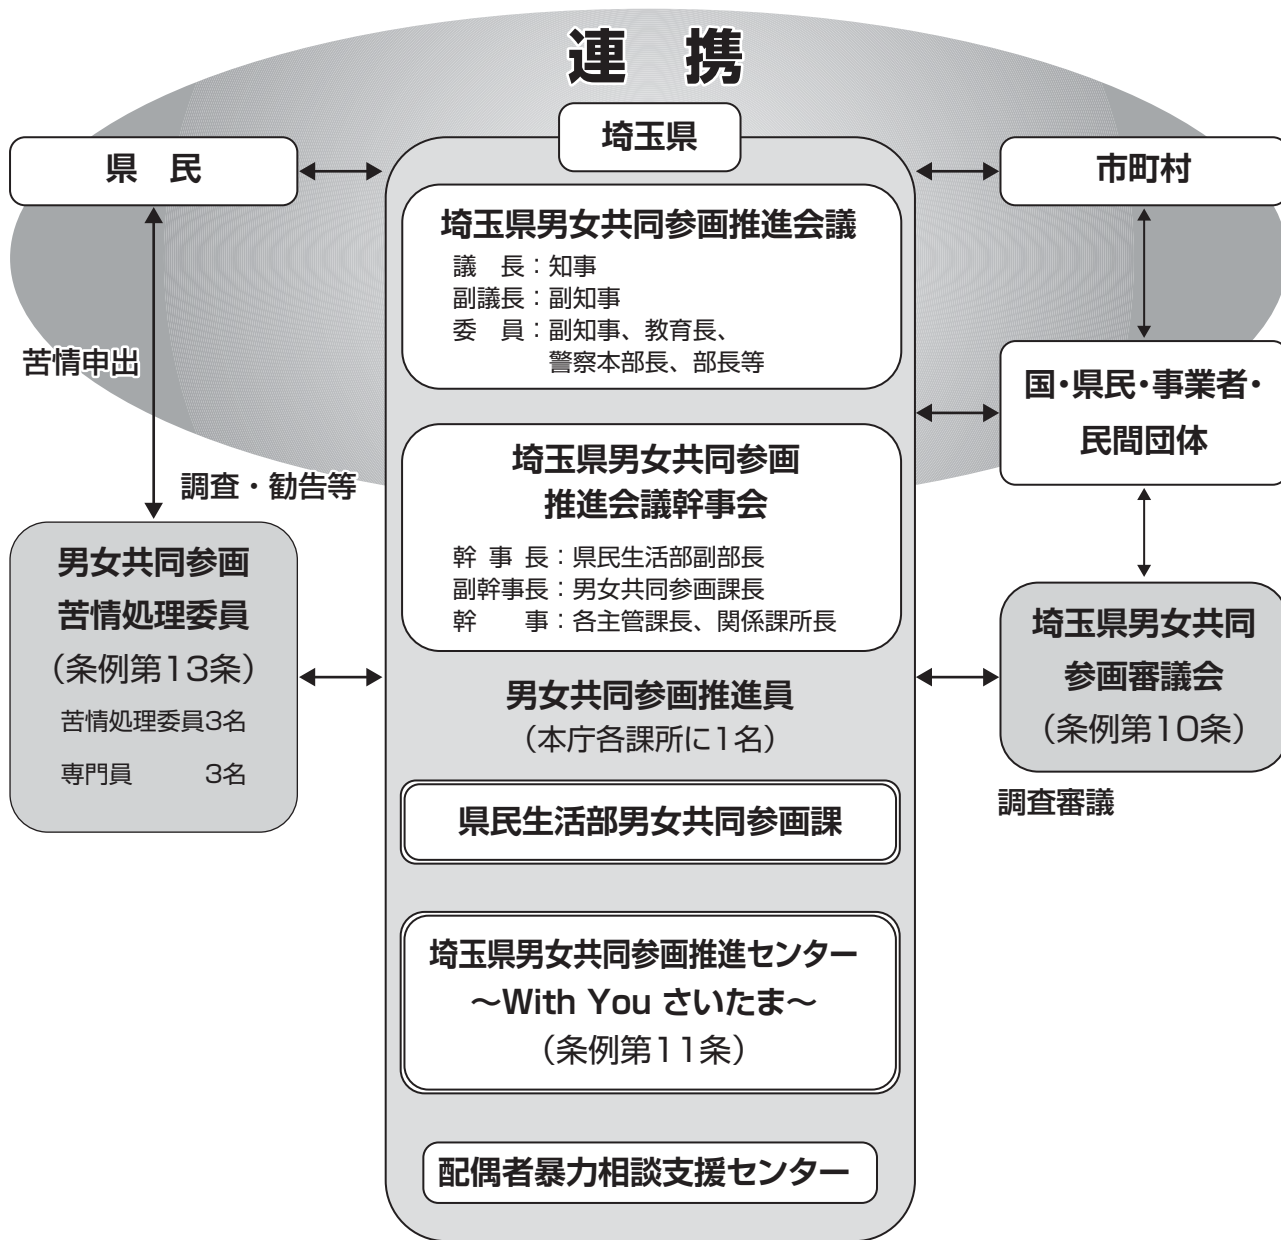 連 携
県 民
苦情申出
調査・勧告等
男女共同参画
苦情処理委員
（条例第13条）
苦情処理委員3名
専門員　　　3名
埼玉県
埼玉県男女共同参画推進会議
議　長：知事
副議長：副知事
委　員：副知事、教育長、
警察本部長、部長等
埼玉県男女共同参画
推進会議幹事会
幹 事 長：県民生活部副部長
副幹事長：男女共同参画課長
幹　　事：各主管課長、関係課所長
男女共同参画推進員
（本庁各課所に1名）
県民生活部男女共同参画課
埼玉県男女共同参画推進センター
～With You さいたま～
（条例第11条）
配偶者暴力相談支援センター
市町村
国・県民・事業者・
民間団体
埼玉県男女共同
参画審議会
（条例第10条）
調査審議